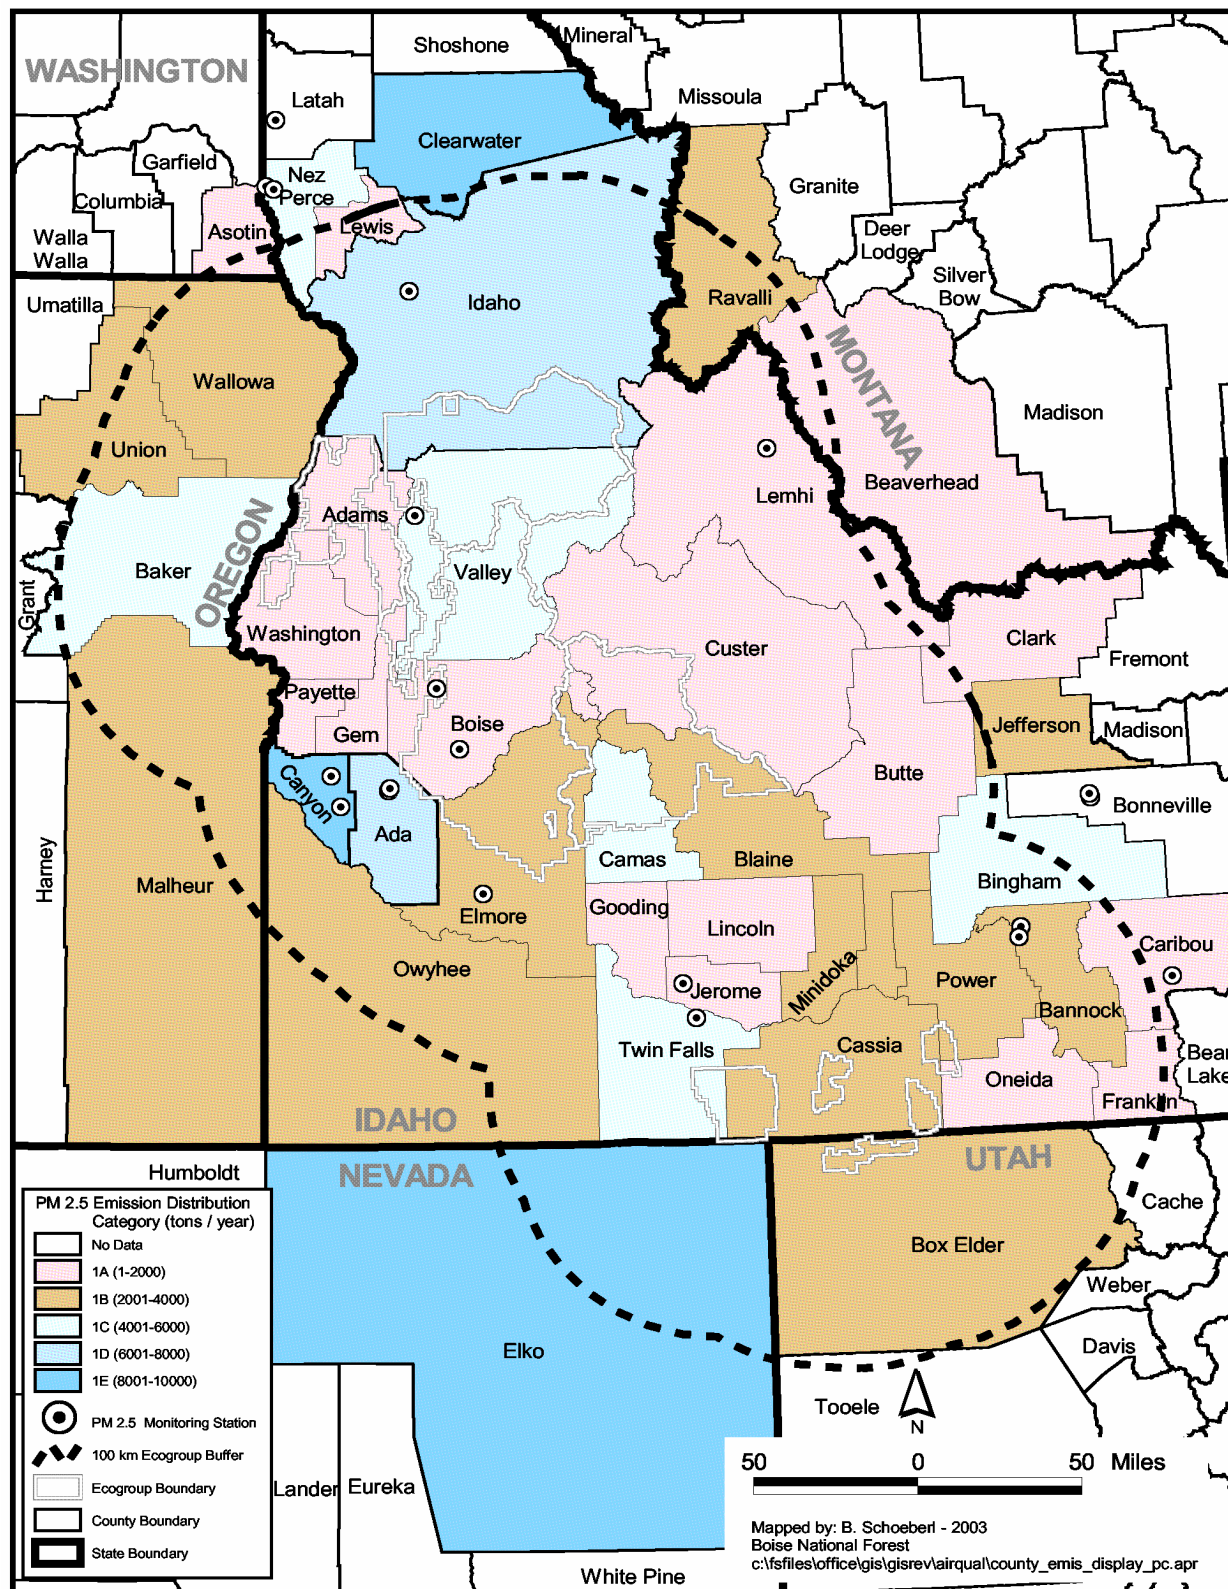 Shoshone
Mineral
WASHINGTON
Latah
Missoula
Clearwater
Garfield
Nez
Perce
Granite
Columbia
Asotin
Lewis
Walla
Walla
Deer
Lodge
Silver
Bow
Umatilla
Idaho
Ravalli
MONTANA
Wallowa
Madison
Union
Beaverhead
Lemhi
Adams
OREGON
Baker
Valley
Grant
Washington
Custer
Clark
Fremont
Payette
Boise
Gem
Jefferson
Madison
Butte
Canyon
Bonneville
Ada
Harney
Camas
Blaine
Malheur
Bingham
Gooding
Elmore
Lincoln
Caribou
Owyhee
Minidoka
Power
Jerome
Bannock
Twin Falls
Cassia
Bear
Lake
Oneida
Franklin
IDAHO
NEVADA
UTAH
Humboldt
Cache
Box Elder
Weber
Elko
Davis
Tooele
N
Lander
Eureka
White Pine
PM 2.5 Emission Distribution
Category (tons / year)
No Data
1A (1-2000)
1B (2001-4000)
1C (4001-6000)
1D (6001-8000)
1E (8001-10000)
PM 2.5 Monitoring Station
100 km Ecogroup Buffer
Ecogroup Boundary
County Boundary
State Boundary
50 0 50 Miles
Mapped by: B. Schoeberl - 2003
Boise National Forest
c:\fsfiles\office\gis\gisrev\airqual\county_emis_display_pc.apr